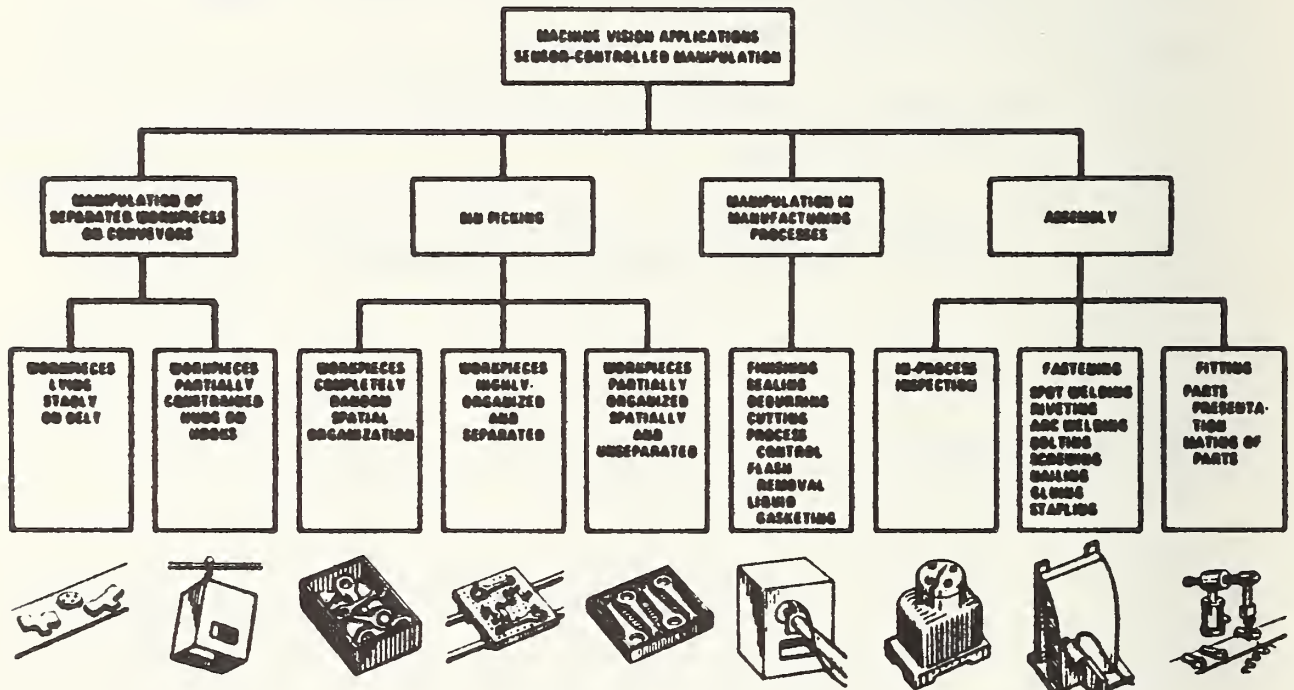 MACHINE VISION APPLICATIONS
SENSOR-CONTROLLED MANIPULATION
MANIPULATION OF
SEPARATED WORKPIECES
ON CONVEYORS
BIN PICKING
MANIPULATION IN
MANUFACTURING
PROCESSES
ASSEMBLY
WORKPIECES
LYING
STABLY
ON BELT
WORKPIECES
PARTIALLY
CONSTRAINED
HUNG ON
HOOKS
WORKPIECES
COMPLETELY
RANDOM
SPATIAL
ORGANIZATION
WORKPIECES
HIGHLY-
ORGANIZED
AND
SEPARATED
WORKPIECES
PARTIALLY
ORGANIZED
SPATIALLY
AND
UNSEPARATED
FINISHING
SEALING
DEBURRING
CUTTING
PROCESS
CONTROL
FLASH
REMOVAL
LIQUID
GASKETING
IN-PROCESS
INSPECTION
FASTENING
SPOT WELDING
RIVETING
ARC WELDING
BOLTING
SCREWING
NAILING
GLUING
STAPLING
FITTING
PARTS
PRESENTA-
TION
MATING OF
PARTS